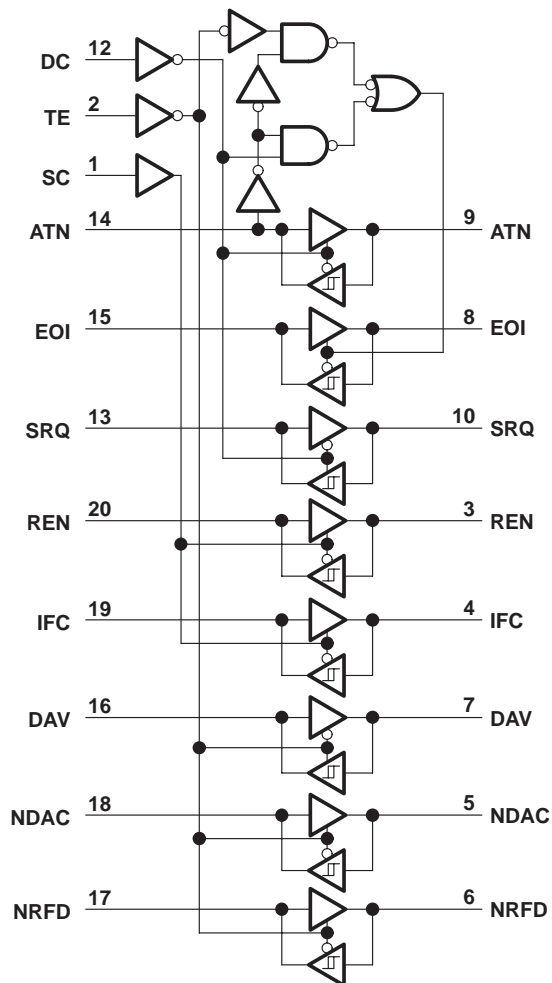 DC 12
TE 2
SC 1
ATN 14 9 ATN
EOI 15 8 EOI
SRQ 13 10 SRQ
REN 20 3 REN
IFC 19 4 IFC
DAV 16 7 DAV
NDAC 18 5 NDAC
NRFD 17 6 NRFD